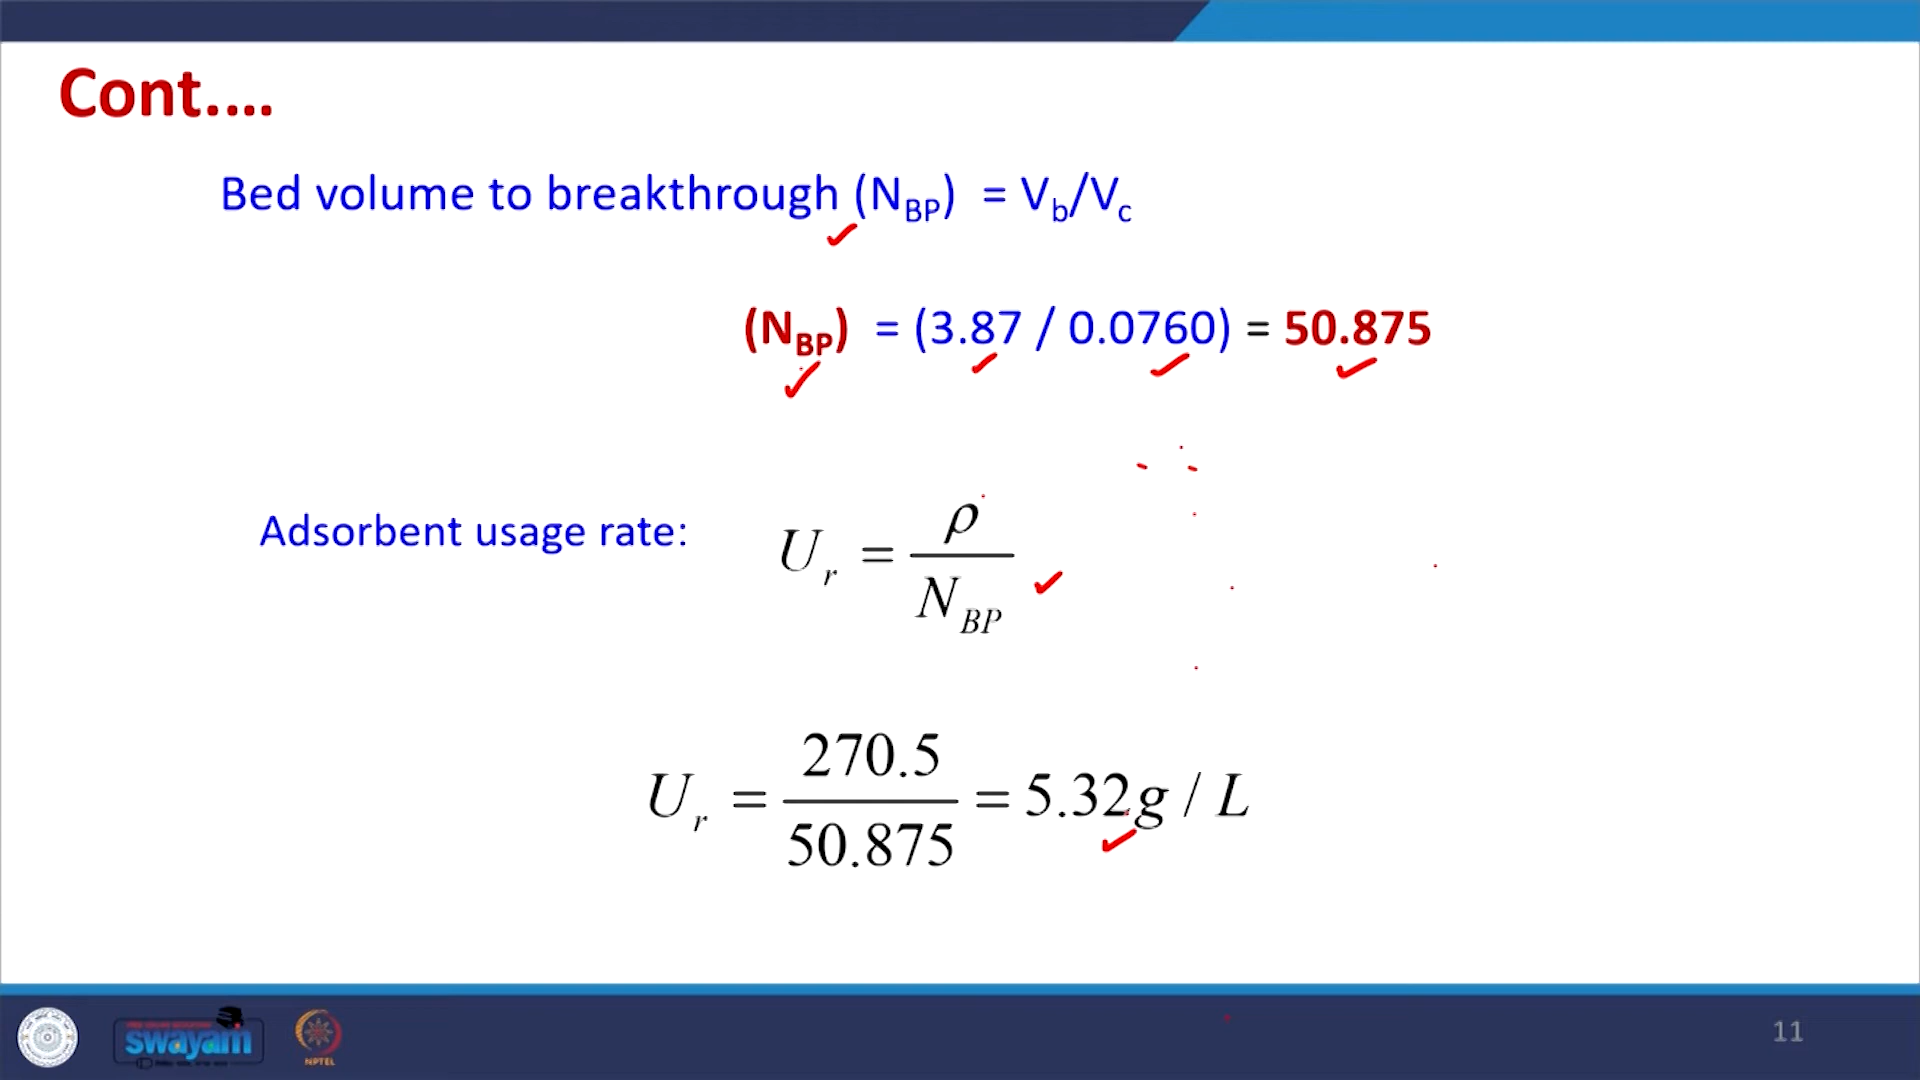 Cont....
Bed volume to breakthrough (N_BP) = V_b/V_c
(N_BP) = (3.87 / 0.0760) = 50.875
Adsorbent usage rate: U_r = ρ / N_BP
U_r = 270.5 / 50.875 = 5.32g / L
swayam
NPTEL
11